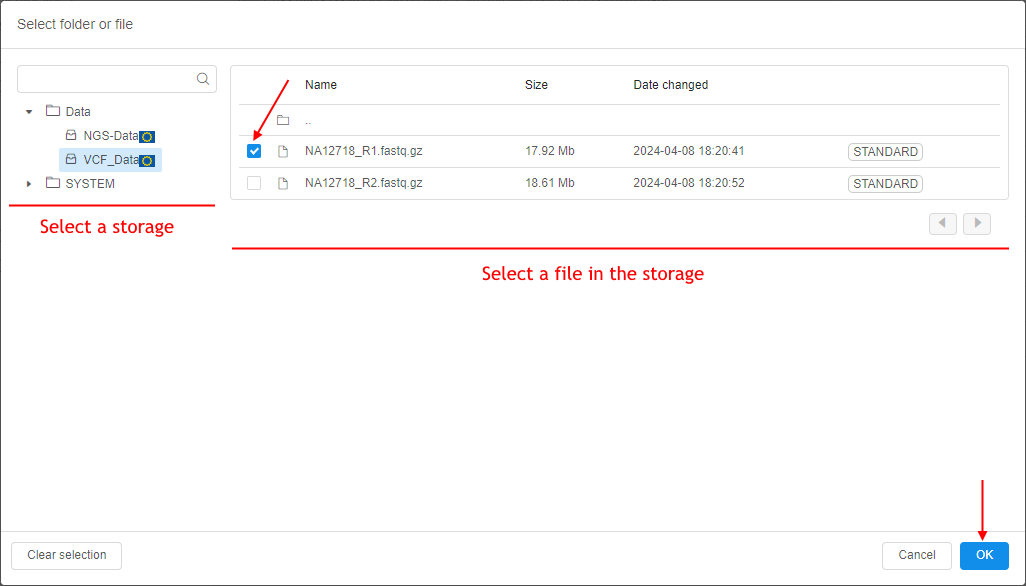 Select folder or file
Data
NGS-Data
VCF_Data
SYSTEM
Select a storage
Name Size Date changed
..
NA12718_R1.fastq.gz 17.92 Mb 2024-04-08 18:20:41 STANDARD
NA12718_R2.fastq.gz 18.61 Mb 2024-04-08 18:20:52 STANDARD
Select a file in the storage
Clear selection Cancel OK